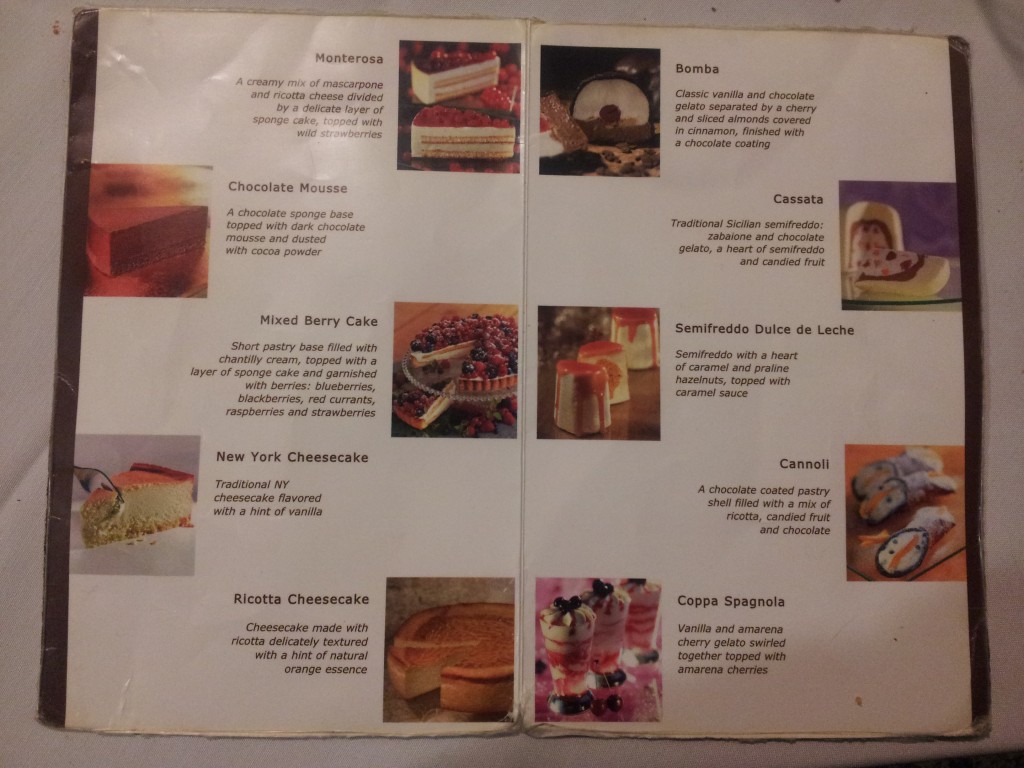 Monterosa
A creamy mix of mascarpone
and ricotta cheese divided
by a delicate layer of
sponge cake, topped with
wild strawberries
Chocolate Mousse
A chocolate sponge base
topped with dark chocolate
mousse and dusted
with cocoa powder
Mixed Berry Cake
Short pastry base filled with
chantilly cream, topped with a
layer of sponge cake and garnished
with berries: blueberries,
blackberries, red currants,
raspberries and strawberries
New York Cheesecake
Traditional NY
cheesecake flavored
with a hint of vanilla
Ricotta Cheesecake
Cheesecake made with
ricotta delicately textured
with a hint of natural
orange essence
Bomba
Classic vanilla and chocolate
gelato separated by a cherry
and sliced almonds covered
in cinnamon, finished with
a chocolate coating
Cassata
Traditional Sicilian semifreddo:
zabaione and chocolate
gelato, a heart of semifreddo
and candied fruit
Semifreddo Dulce de Leche
Semifreddo with a heart
of caramel and praline
hazelnuts, topped with
caramel sauce
Cannoli
A chocolate coated pastry
shell filled with a mix of
ricotta, candied fruit
and chocolate
Coppa Spagnola
Vanilla and amarena
cherry gelato swirled
together topped with
amarena cherries